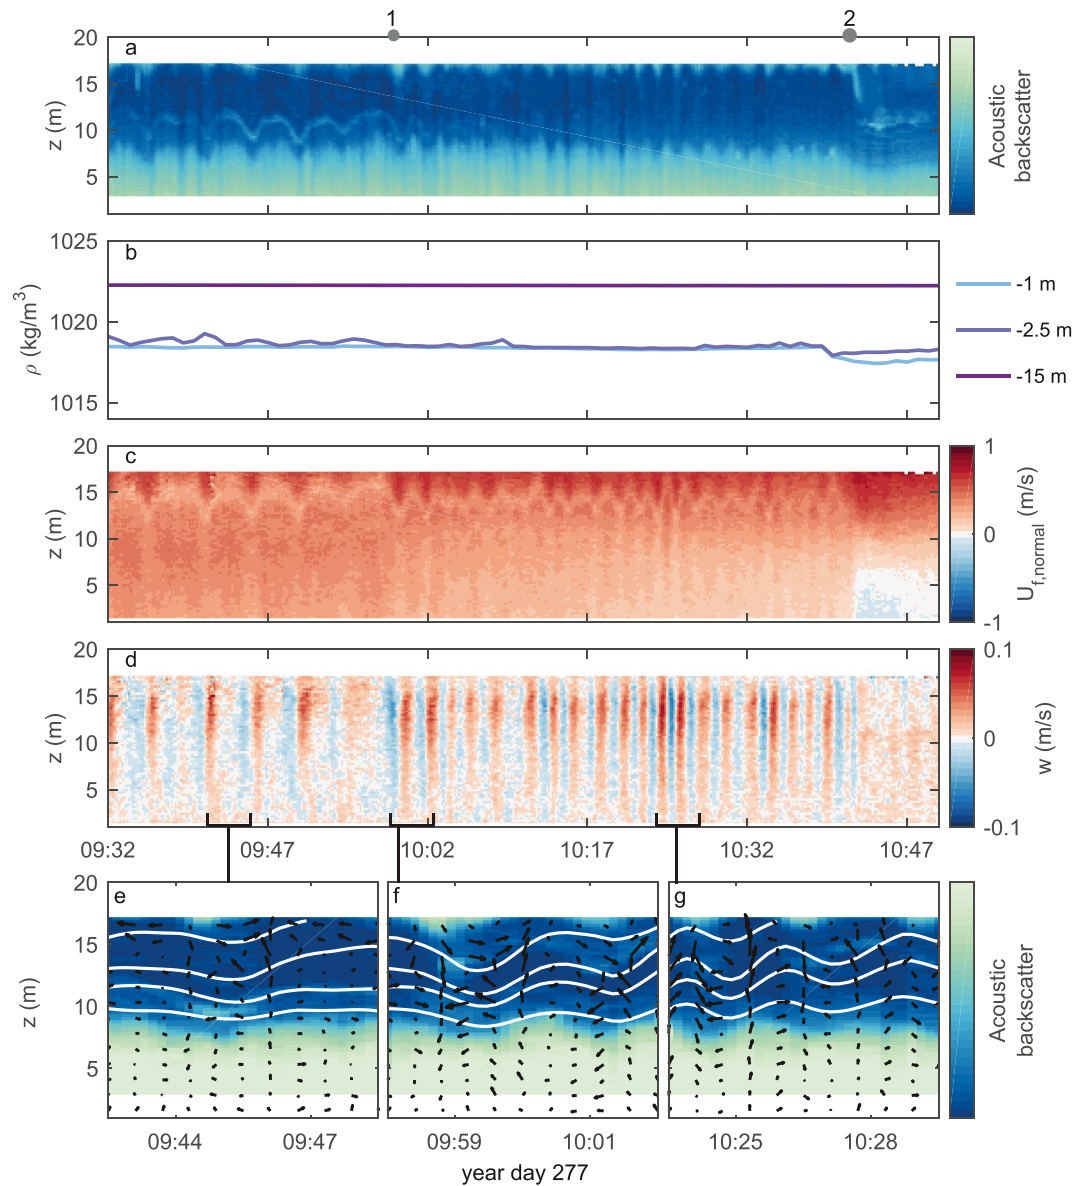 1
2
a
20
15
10
5
z (m)
Acoustic
backscatter
b
1025
1020
1015
ρ (kg/m3)
-1 m
-2.5 m
-15 m
c
20
15
10
5
z (m)
1
0
-1
Uf,normal (m/s)
d
20
15
10
5
z (m)
0.1
0
-0.1
w (m/s)
09:32 09:47 10:02 10:17 10:32 10:47
e f g
20
15
10
5
z (m)
Acoustic
backscatter
09:44 09:47 09:59 10:01 10:25 10:28
year day 277